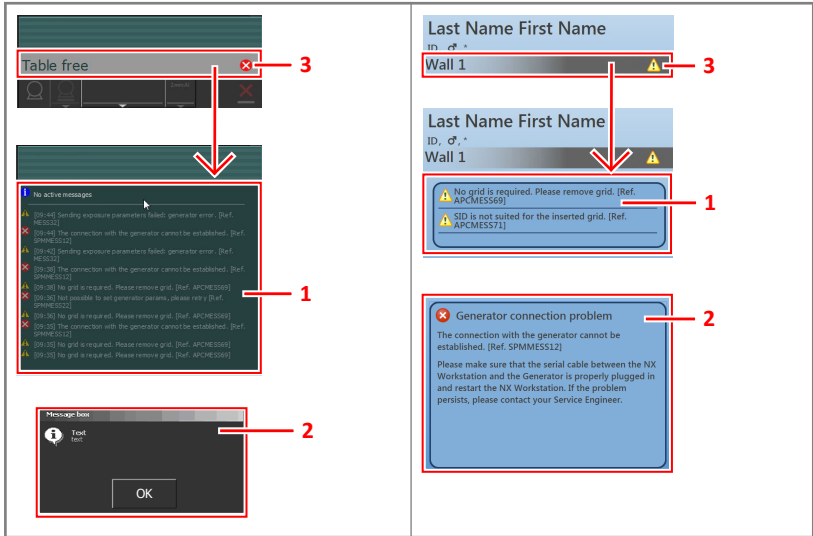 Table free
3
No active messages
[09:44] Sending exposure parameters failed: generator error. [Ref.
MESS32]
[09:44] The connection with the generator cannot be established. [Ref.
SPMMESS12]
[09:42] Sending exposure parameters failed: generator error. [Ref.
MESS32]
[09:38] The connection with the generator cannot be established. [Ref.
SPMMESS12]
[09:38] No grid is required. Please remove grid. [Ref. APCMESS69]
[09:36] Not possible to set generator params, please retry [Ref.
SPMMESS22]
[09:36] No grid is required. Please remove grid. [Ref. APCMESS69]
[09:35] The connection with the generator cannot be established. [Ref.
SPMMESS12]
[09:35] No grid is required. Please remove grid. [Ref. APCMESS69]
[09:35] No grid is required. Please remove grid. [Ref. APCMESS69]
1
Message box
Text
text
OK
2
Last Name First Name
ID, ♂, *
Wall 1
3
Last Name First Name
ID, ♂, *
Wall 1
No grid is required. Please remove grid. [Ref.
APCMESS69]
SID is not suited for the inserted grid. [Ref.
APCMESS71]
1
Generator connection problem
The connection with the generator cannot be
established. [Ref. SPMMESS12]
Please make sure that the serial cable between the NX
Workstation and the Generator is properly plugged in
and restart the NX Workstation. If the problem
persists, please contact your Service Engineer.
2